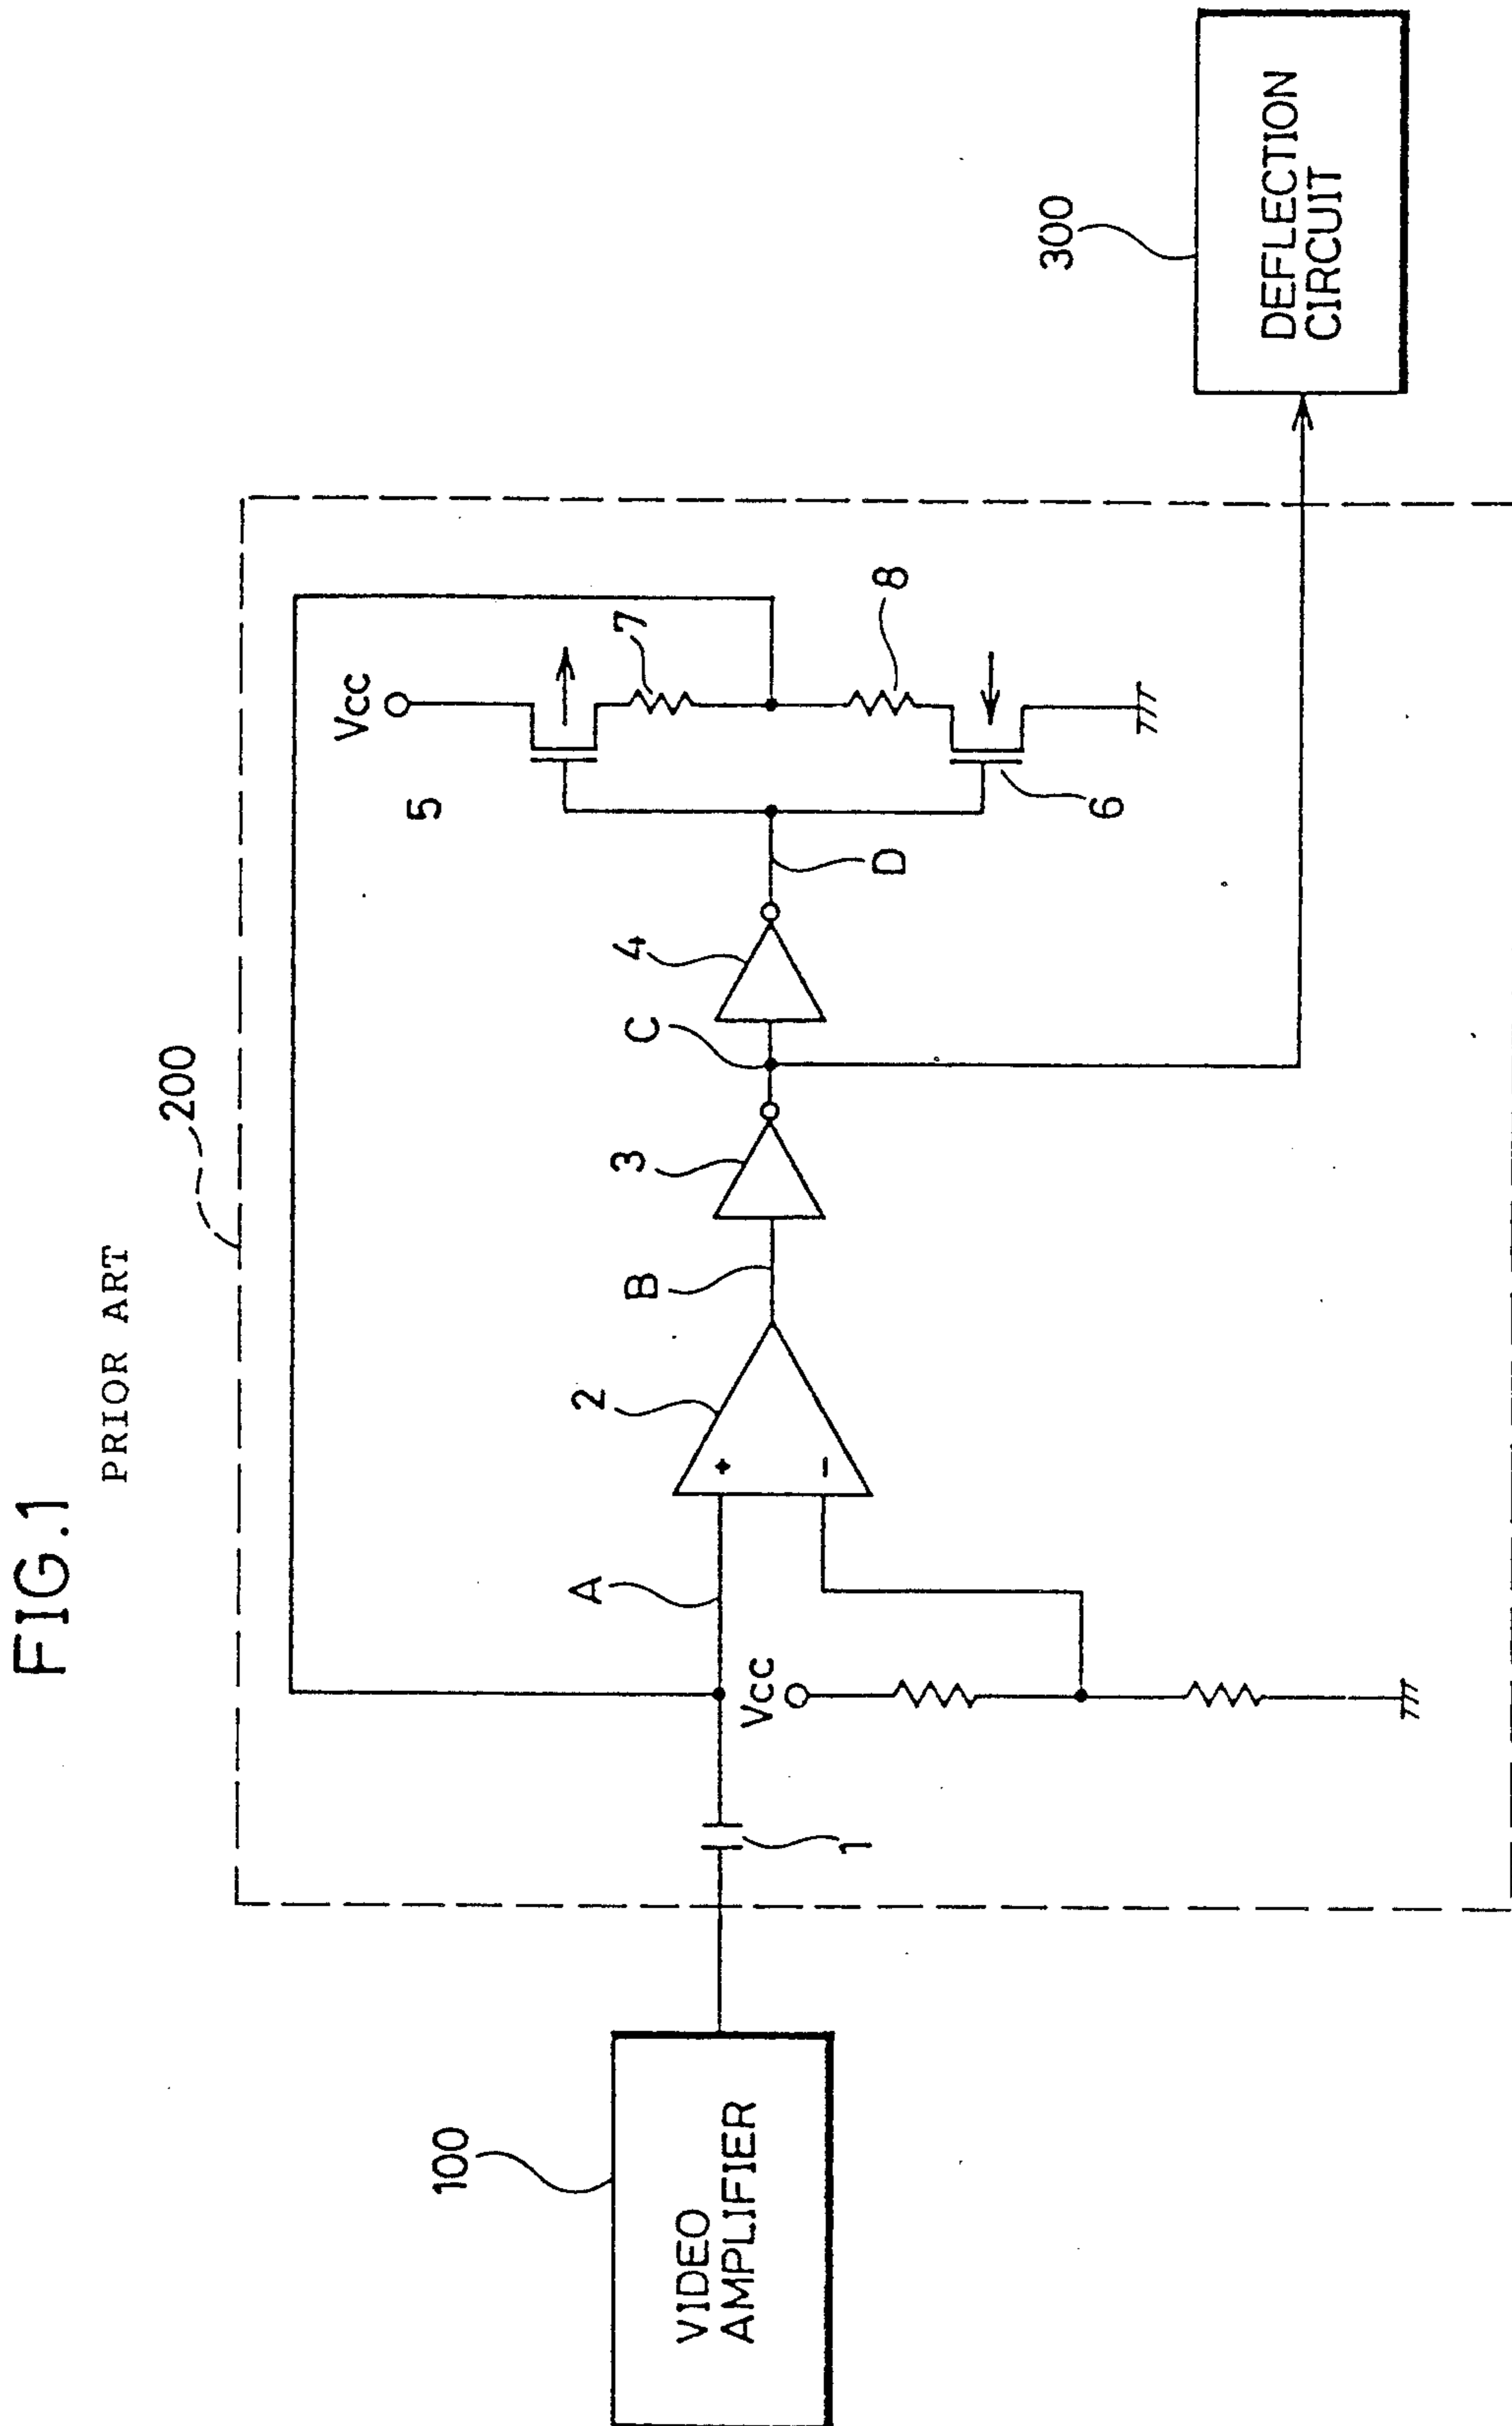 FIG.1
PRIOR ART
200
Vcc
5
7
8
6
D
4
C
3
B
2
+
-
A
Vcc
1
100
VIDEO
AMPLIFIER
300
DEFLECTION
CIRCUIT